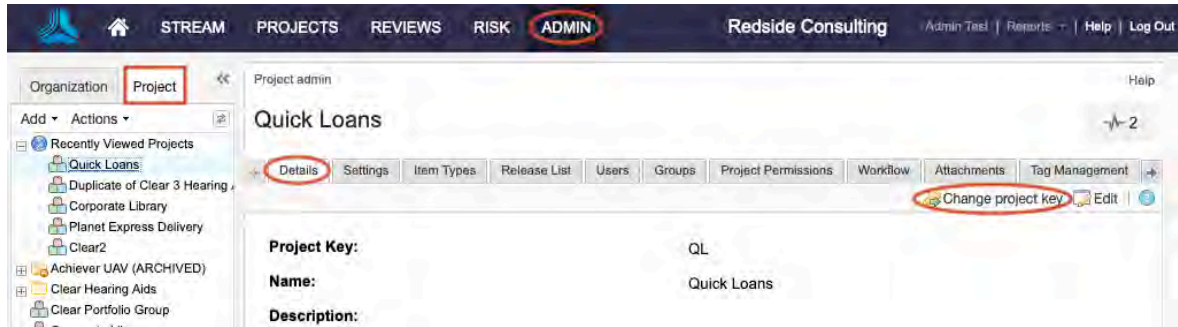 STREAM PROJECTS REVIEWS RISK ADMIN Redside Consulting Admin Test | Reports | Help | Log Out
Organization Project << Project admin Help
Add Actions
Quick Loans 2
Recently Viewed Projects
Quick Loans
Details Settings Item Types Release List Users Groups Project Permissions Workflow Attachments Tag Management
Duplicate of Clear 3 Hearing
Change project key Edit
Corporate Library
Planet Express Delivery
Clear2
Project Key: QL
Achiever UAV (ARCHIVED)
Name: Quick Loans
Clear Hearing Aids
Clear Portfolio Group
Description: